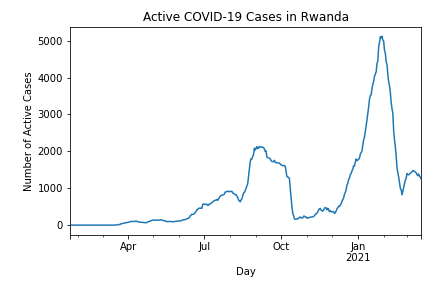 Active COVID-19 Cases in Rwanda
Number of Active Cases
5000
4000
3000
2000
1000
0
Apr
Jul
Oct
Jan
2021
Day